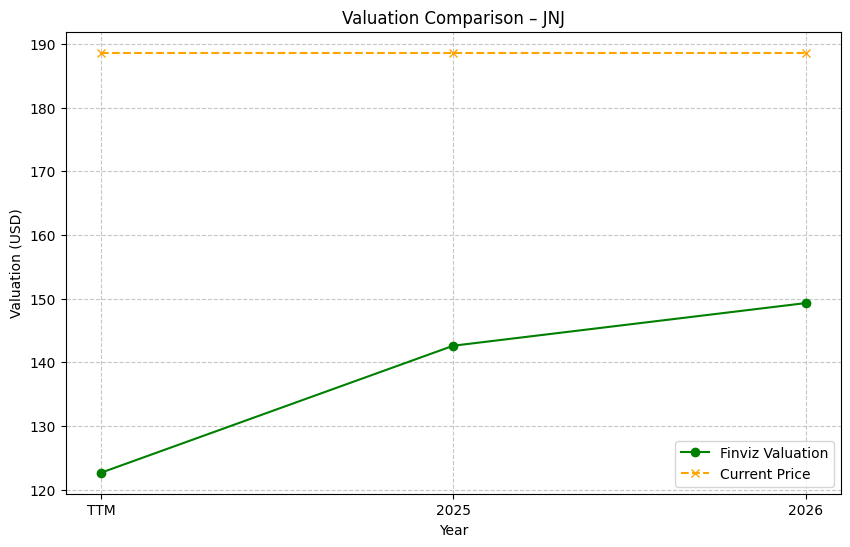 Valuation Comparison – JNJ
Valuation (USD)
190
180
170
160
150
140
130
120
TTM
2025
2026
Year
Finviz Valuation
Current Price